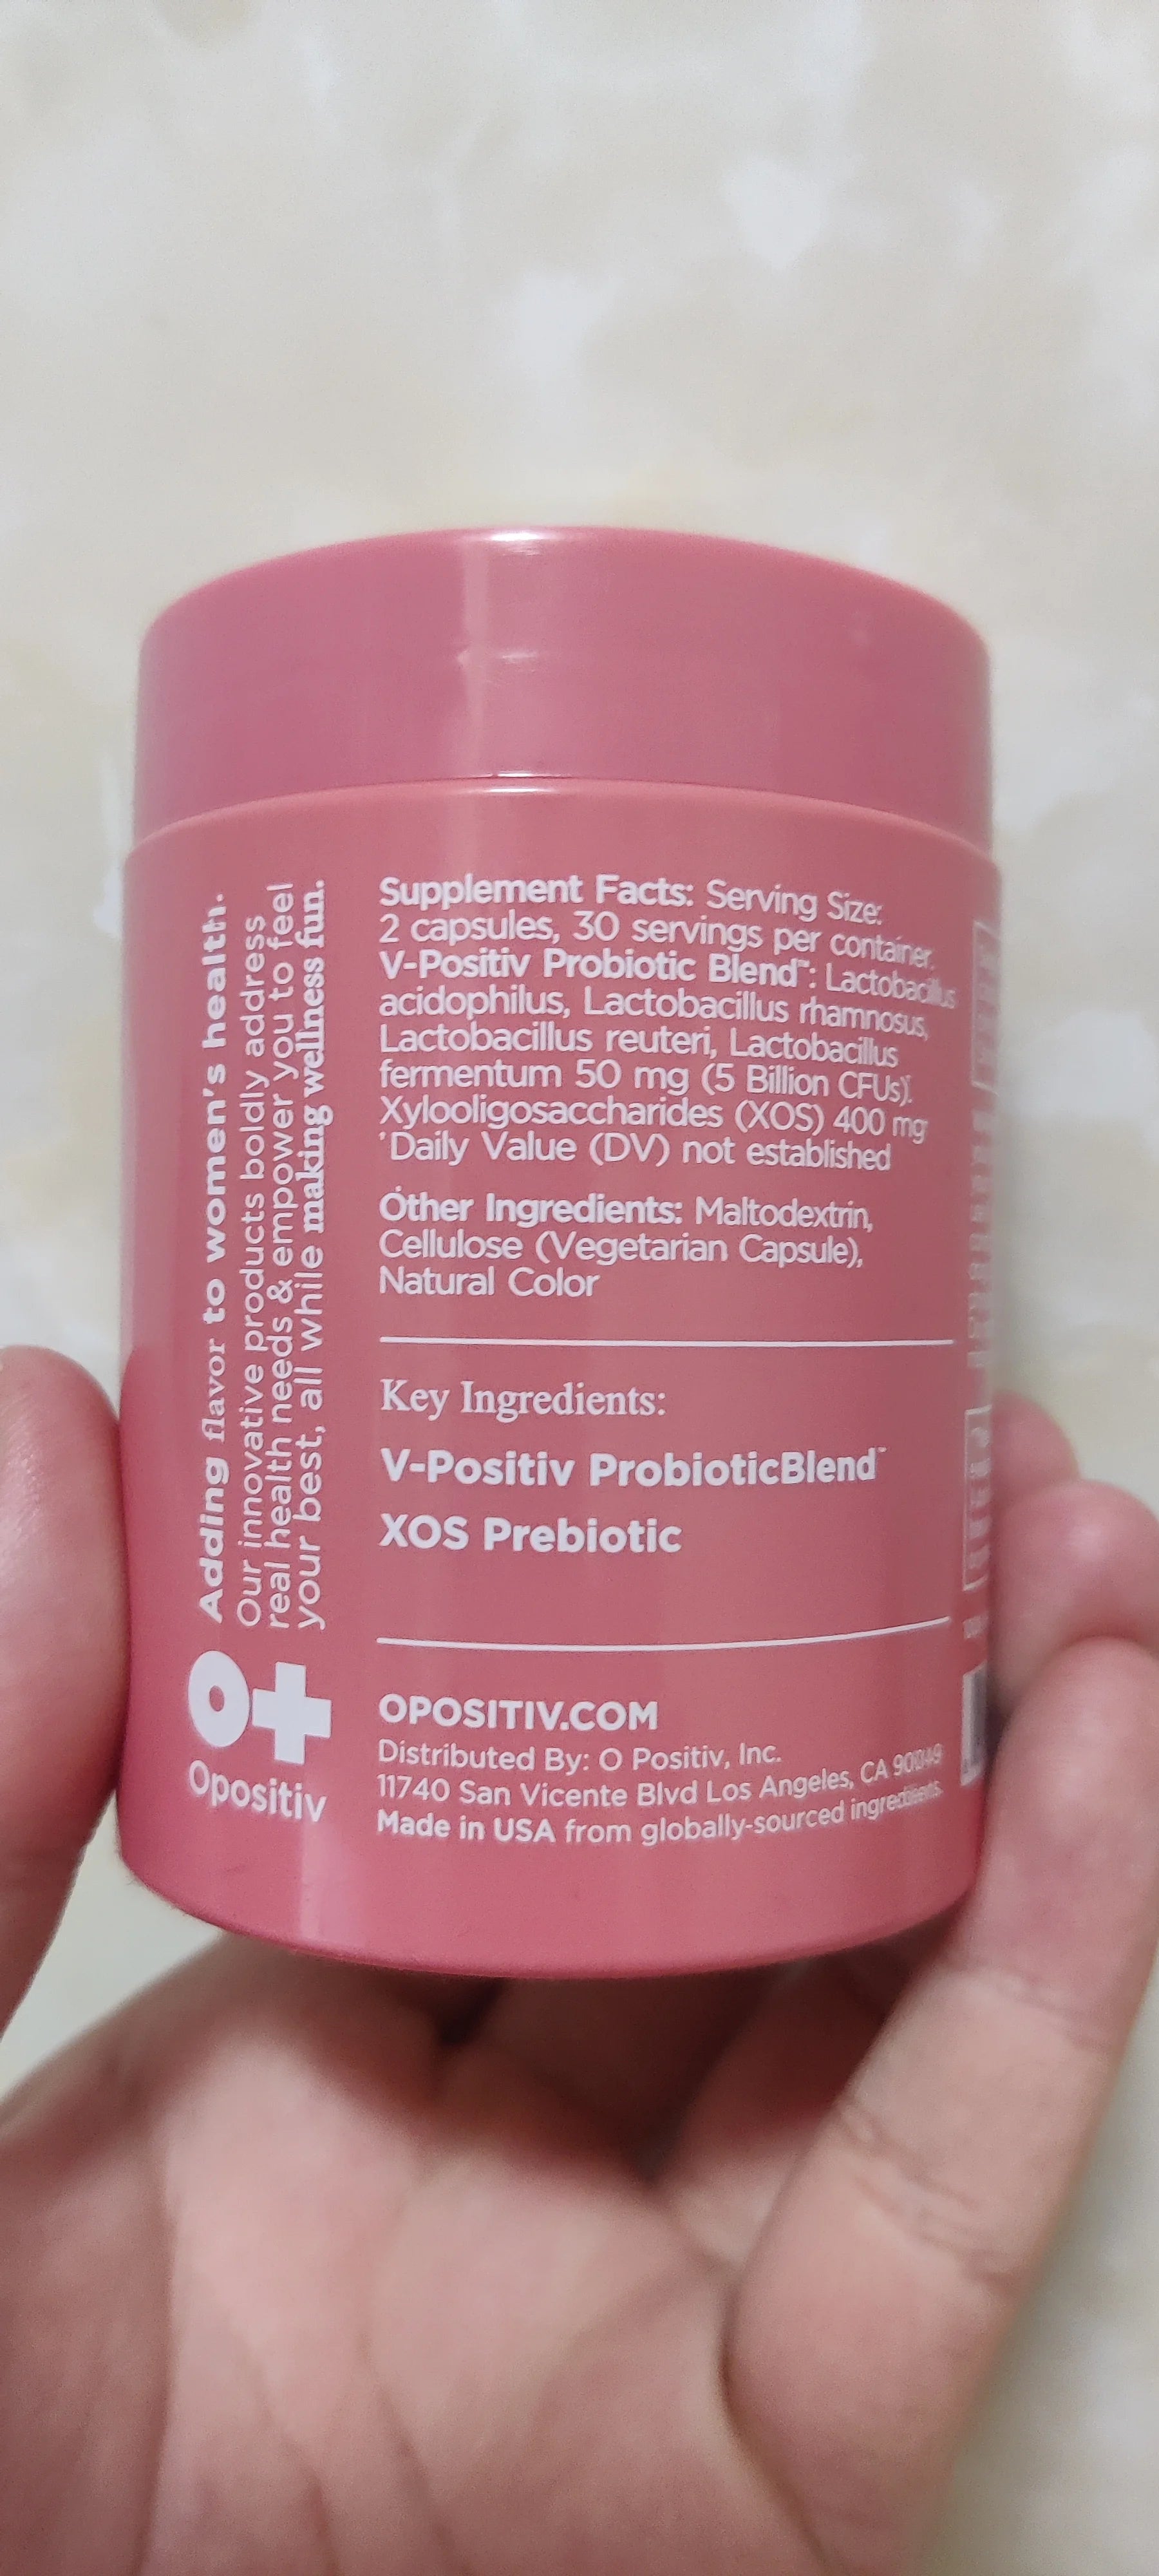 Adding flavor to women's health.
Our innovative products boldly address
real health needs & empower you to feel
your best, all while making wellness fun.
O+
Opositiv
Supplement Facts: Serving Size:
2 capsules, 30 servings per container.
V-Positiv Probiotic Blend™: Lactobacillus
acidophilus, Lactobacillus rhamnosus,
Lactobacillus reuteri, Lactobacillus
fermentum 50 mg (5 Billion CFUs)*.
Xylooligosaccharides (XOS) 400 mg*
*Daily Value (DV) not established
Other Ingredients: Maltodextrin,
Cellulose (Vegetarian Capsule),
Natural Color
Key Ingredients:
V-Positiv ProbioticBlend™
XOS Prebiotic
OPOSITIV.COM
Distributed By: O Positiv, Inc.
11740 San Vicente Blvd Los Angeles, CA 90049
Made in USA from globally-sourced ingredients.